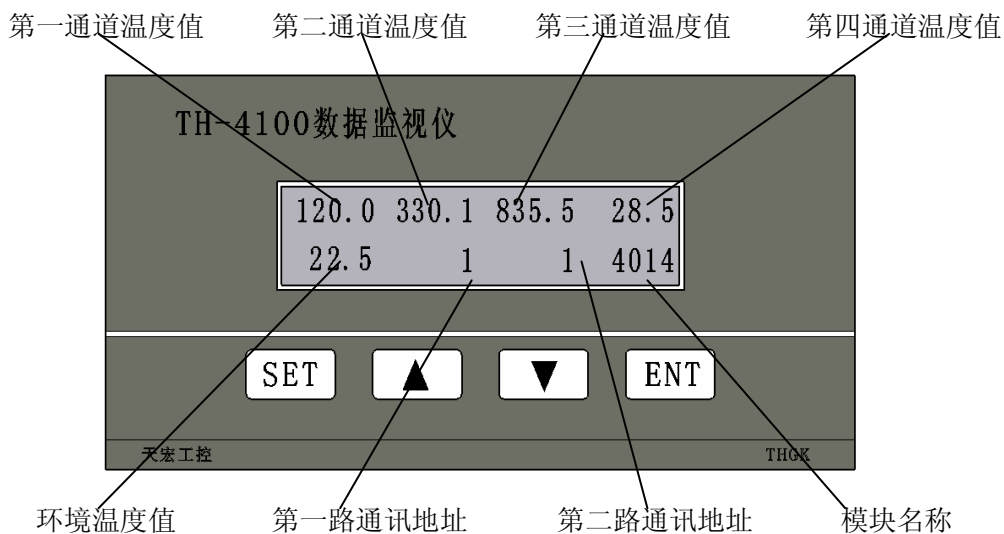 第一通道温度值 第二通道温度值 第三通道温度值 第四通道温度值
TH-4100数据监视仪
120.0 330.1 835.5 28.5
22.5 1 1 4014
SET ▲ ▼ ENT
天宏工控 THGK
环境温度值 第一路通讯地址 第二路通讯地址 模块名称